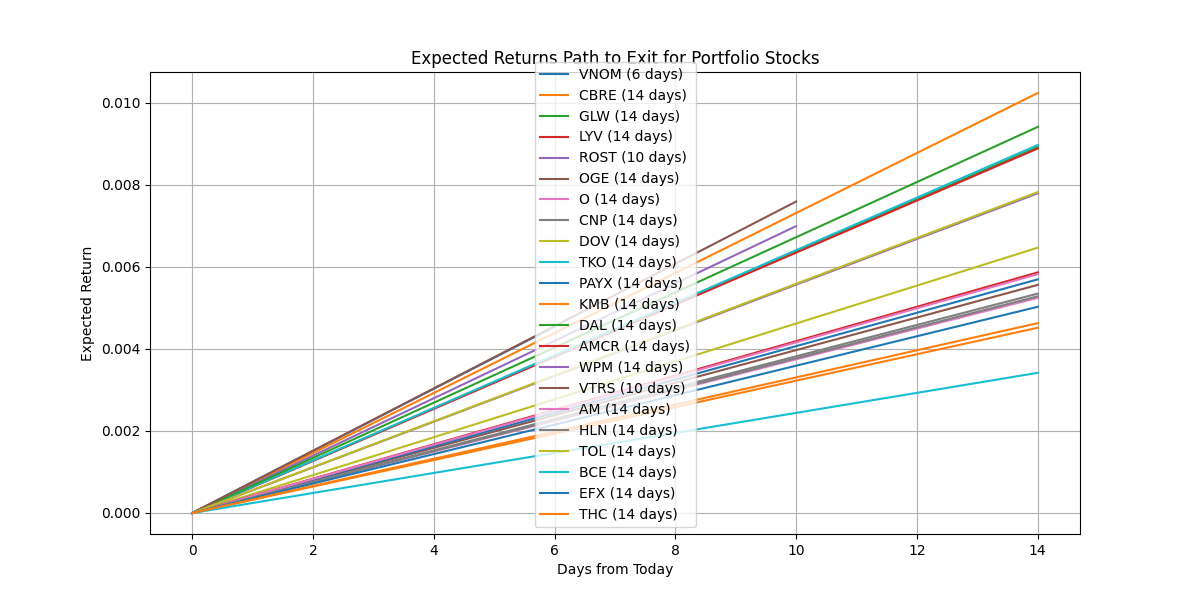 Expected Returns Path to Exit for Portfolio Stocks
VNOM (6 days)
CBRE (14 days)
GLW (14 days)
LYV (14 days)
ROST (10 days)
OGE (14 days)
O (14 days)
CNP (14 days)
DOV (14 days)
TKO (14 days)
PAYX (14 days)
KMB (14 days)
DAL (14 days)
AMCR (14 days)
WPM (14 days)
VTRS (10 days)
AM (14 days)
HLN (14 days)
TOL (14 days)
BCE (14 days)
EFX (14 days)
THC (14 days)
Expected Return
0.010
0.008
0.006
0.004
0.002
0.000
0 2 4 6 8 10 12 14
Days from Today